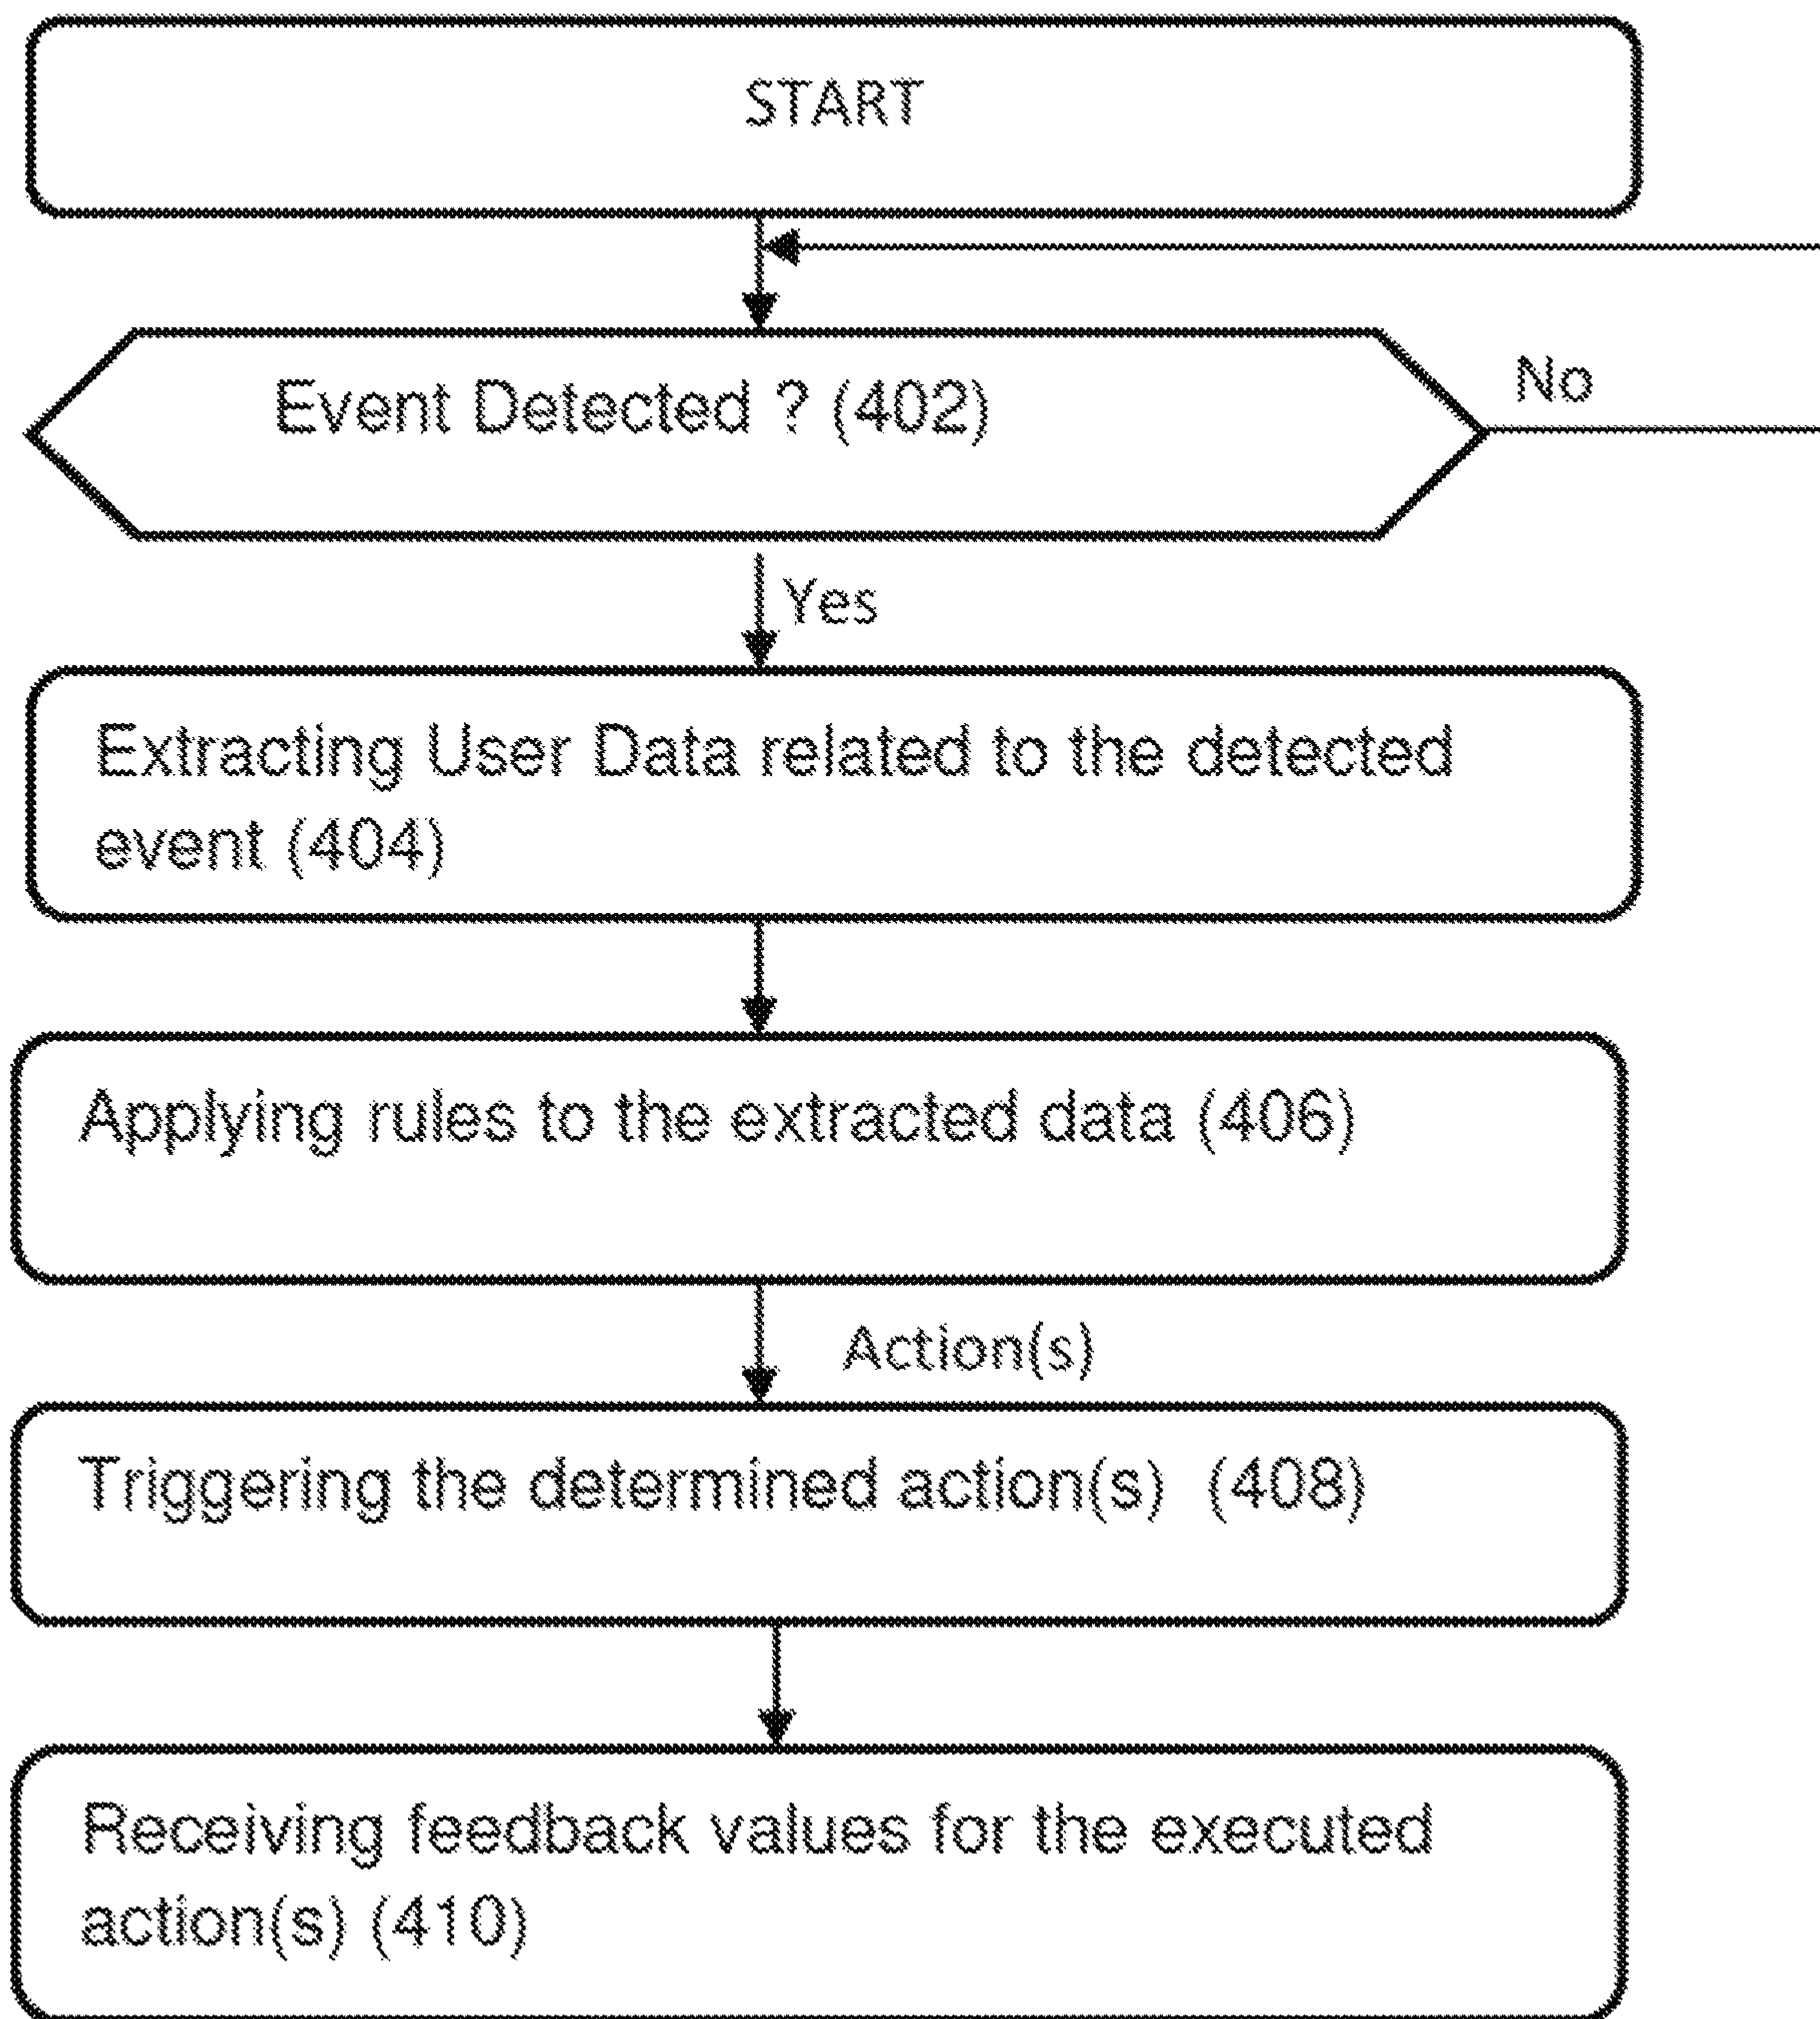 START
Event Detected ? (402)
No
Yes
Extracting User Data related to the detected
event (404)
Applying rules to the extracted data (406)
Action(s)
Triggering the determined action(s) (408)
Receiving feedback values for the executed
action(s) (410)